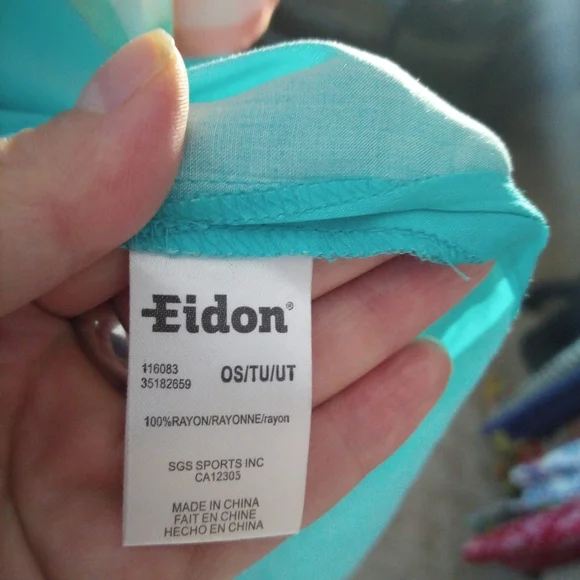 Eidon®
116083
35182659
OS/TU/UT
100%RAYON/RAYONNE/rayon
SGS SPORTS INC
CA12305
MADE IN CHINA
FAIT EN CHINE
HECHO EN CHINA